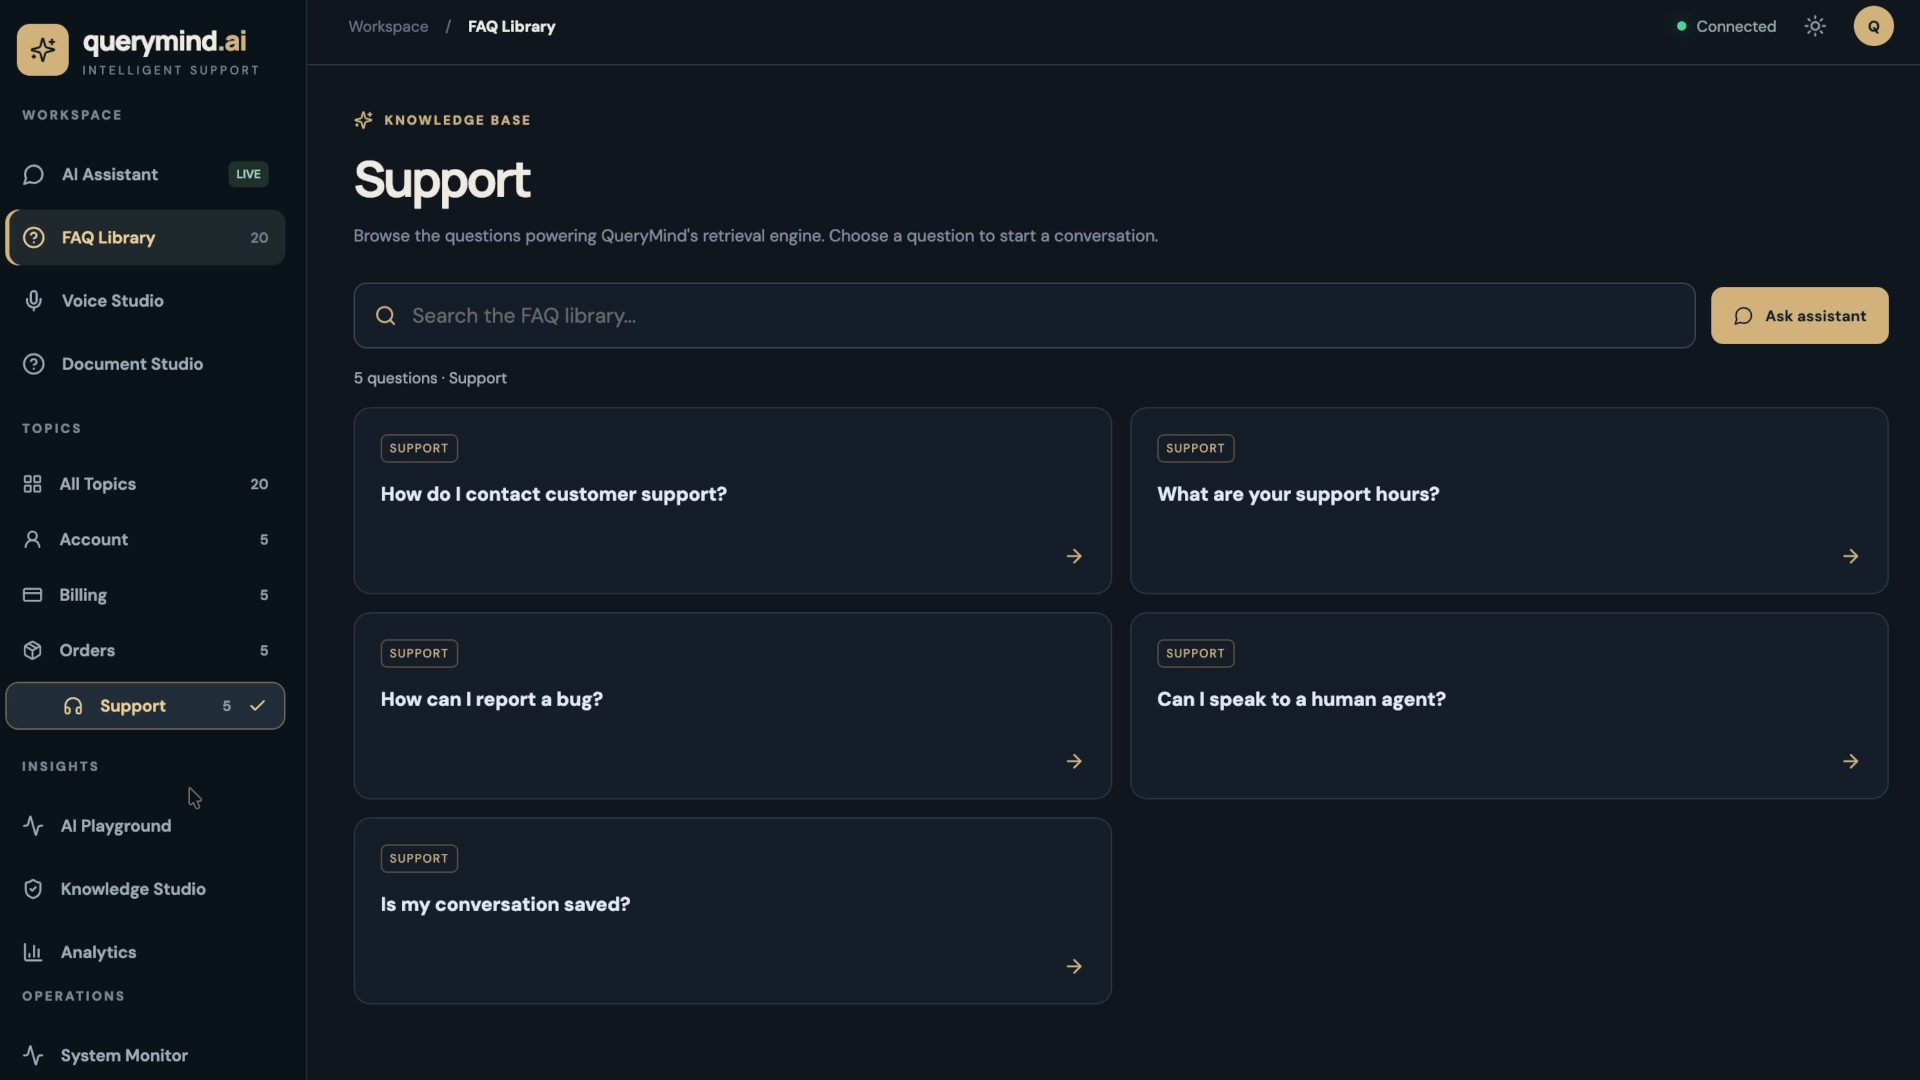 querymind.ai
INTELLIGENT SUPPORT
WORKSPACE
AI Assistant LIVE
FAQ Library 20
Voice Studio
Document Studio
TOPICS
All Topics 20
Account 5
Billing 5
Orders 5
Support 5
INSIGHTS
AI Playground
Knowledge Studio
Analytics
OPERATIONS
System Monitor
Workspace / FAQ Library
Connected
Q
KNOWLEDGE BASE
Support
Browse the questions powering QueryMind's retrieval engine. Choose a question to start a conversation.
Search the FAQ library...
Ask assistant
5 questions · Support
SUPPORT
How do I contact customer support?
SUPPORT
What are your support hours?
SUPPORT
How can I report a bug?
SUPPORT
Can I speak to a human agent?
SUPPORT
Is my conversation saved?